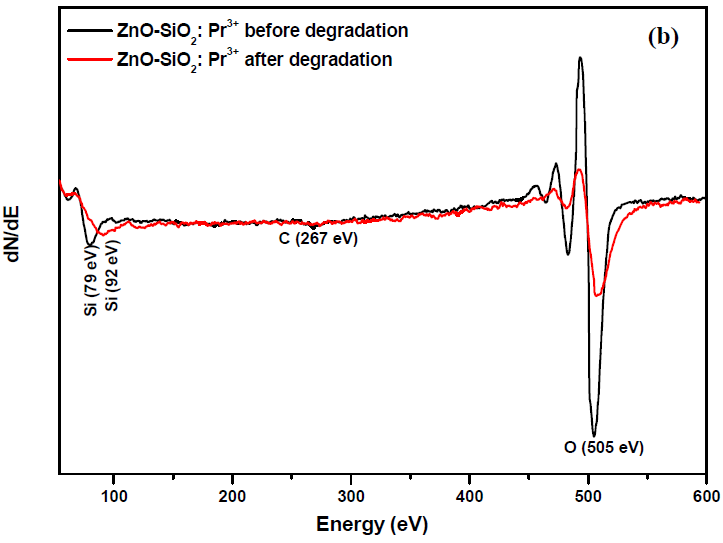 ZnO-SiO₂: Pr³⁺ before degradation
ZnO-SiO₂: Pr³⁺ after degradation
(b)
dN/dE
Si (79 eV)
Si (92 eV)
C (267 eV)
O (505 eV)
100 200 300 400 500 600
Energy (eV)